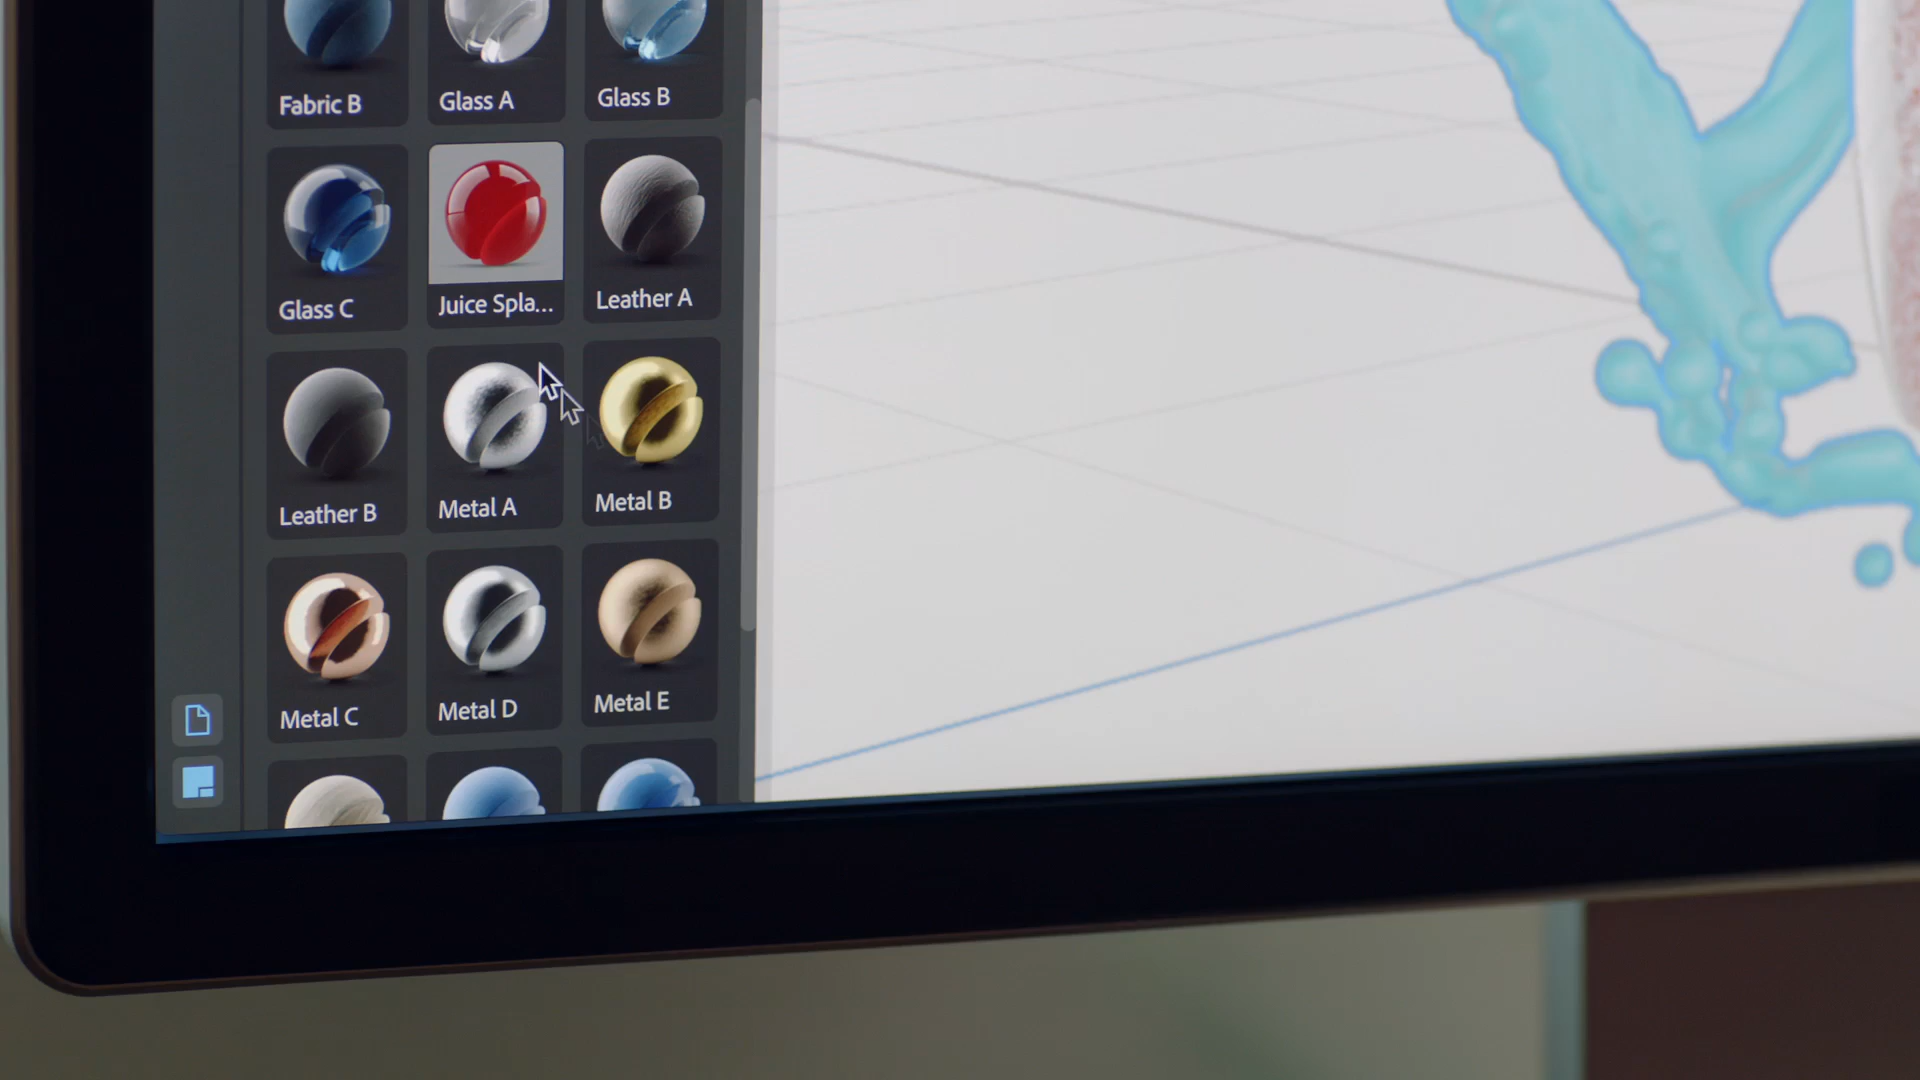 Fabric B
Glass A
Glass B
Glass C
Juice Spla...
Leather A
Leather B
Metal A
Metal B
Metal C
Metal D
Metal E